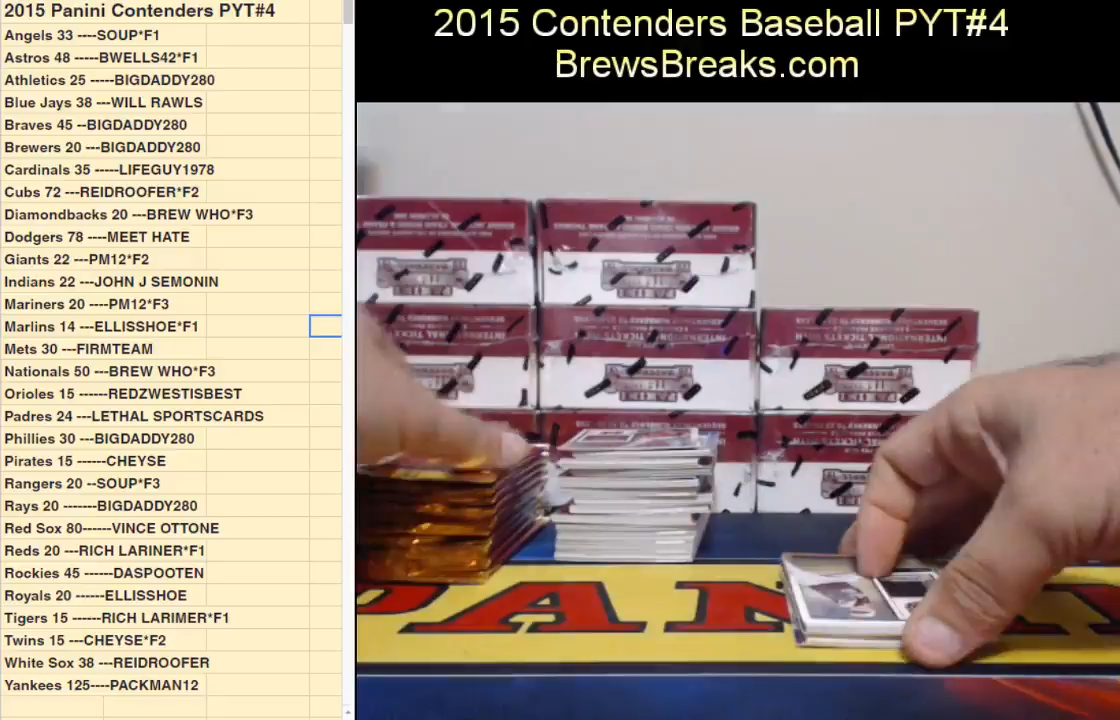 2015 Panini Contenders PYT#4
Angels 33 ----SOUP*F1
Astros 48 -----BWELLS42*F1
Athletics 25 -----BIGDADDY280
Blue Jays 38 ---WILL RAWLS
Braves 45 --BIGDADDY280
Brewers 20 ---BIGDADDY280
Cardinals 35 -----LIFEGUY1978
Cubs 72 ---REIDROOFER*F2
Diamondbacks 20 ---BREW WHO*F3
Dodgers 78 ----MEET HATE
Giants 22 ---PM12*F2
Indians 22 ---JOHN J SEMONIN
Mariners 20 ----PM12*F3
Marlins 14 ---ELLISSHOE*F1
Mets 30 ---FIRMTEAM
Nationals 50 ---BREW WHO*F3
Orioles 15 -----REDZWESTISBEST
Padres 24 ---LETHAL SPORTSCARDS
Phillies 30 ---BIGDADDY280
Pirates 15 ------CHEYSE
Rangers 20 --SOUP*F3
Rays 20 -------BIGDADDY280
Red Sox 80------VINCE OTTONE
Reds 20 ---RICH LARINER*F1
Rockies 45 ------DASPOOTEN
Royals 20 -----ELLISSHOE
Tigers 15 ------RICH LARIMER*F1
Twins 15 ---CHEYSE*F2
White Sox 38 ---REIDROOFER
Yankees 125----PACKMAN12
2015 Contenders Baseball PYT#4
BrewsBreaks.com
PANINI